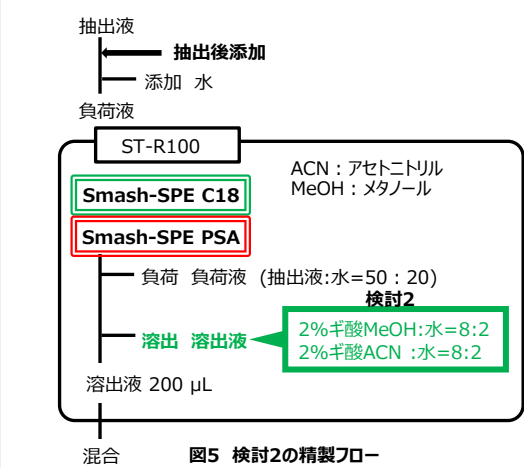 抽出液
抽出後添加
添加 水
負荷液
ST-R100
ACN：アセトニトリル
MeOH：メタノール
Smash-SPE C18
Smash-SPE PSA
負荷 負荷液 (抽出液:水=50：20)
検討2
溶出 溶出液
2%ギ酸MeOH:水=8:2
2%ギ酸ACN :水=8:2
溶出液 200 μL
混合
図5 検討2の精製フロー